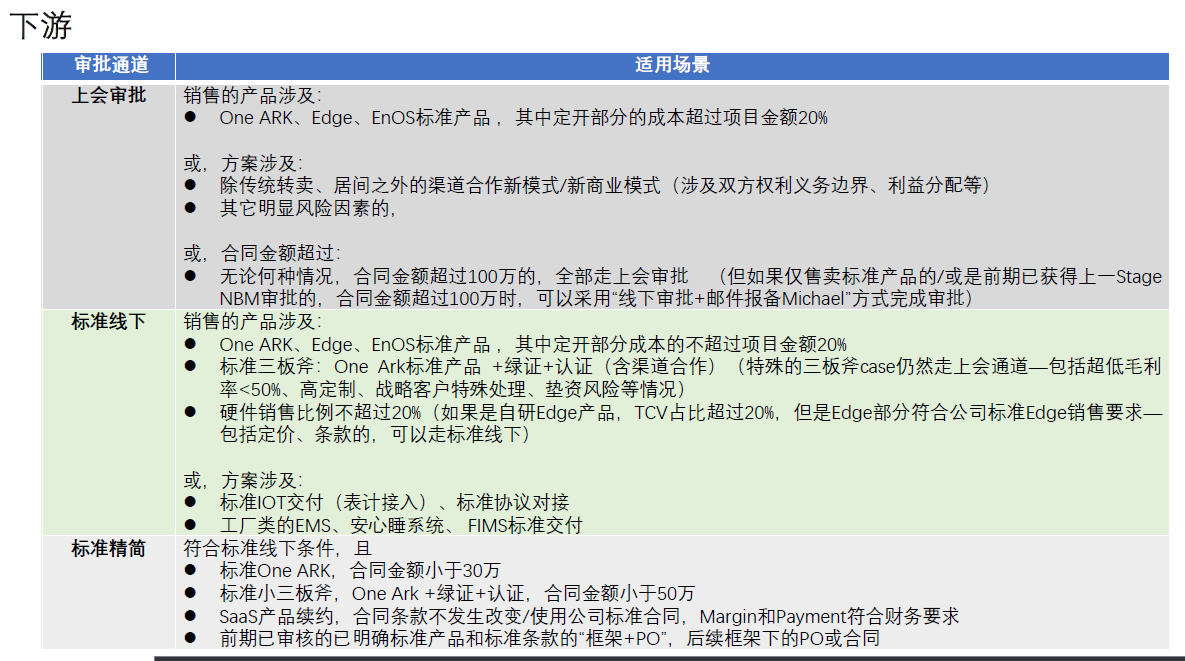 下游
审批通道
适用场景
上会审批
销售的产品涉及：
● One ARK、Edge、EnOS标准产品 ，其中定开部分的成本超过项目金额20%
或，方案涉及：
● 除传统转卖、居间之外的渠道合作新模式/新商业模式（涉及双方权利义务边界、利益分配等）
● 其它明显风险因素的，
或，合同金额超过：
● 无论何种情况，合同金额超过100万的，全部走上会审批 （但如果仅售卖标准产品的/或是前期已获得上一Stage
NBM审批的，合同金额超过100万时，可以采用“线下审批+邮件报备Michael”方式完成审批）
标准线下
销售的产品涉及：
● One ARK、Edge、EnOS标准产品 ，其中定开部分成本的不超过项目金额20%
● 标准三板斧：One Ark标准产品 +绿证+认证（含渠道合作）（特殊的三板斧case仍然走上会通道—包括超低毛利
率<50%、高定制、战略客户特殊处理、垫资风险等情况）
● 硬件销售比例不超过20%（如果是自研Edge产品，TCV占比超过20%，但是Edge部分符合公司标准Edge销售要求—
包括定价、条款的，可以走标准线下）
或，方案涉及：
● 标准IOT交付（表计接入）、标准协议对接
● 工厂类的EMS、安心睡系统、 FIMS标准交付
标准精简
符合标准线下条件，且
● 标准One ARK，合同金额小于30万
● 标准小三板斧，One Ark +绿证+认证，合同金额小于50万
● SaaS产品续约，合同条款不发生改变/使用公司标准合同，Margin和Payment符合财务要求
● 前期已审核的已明确标准产品和标准条款的“框架+PO”，后续框架下的PO或合同